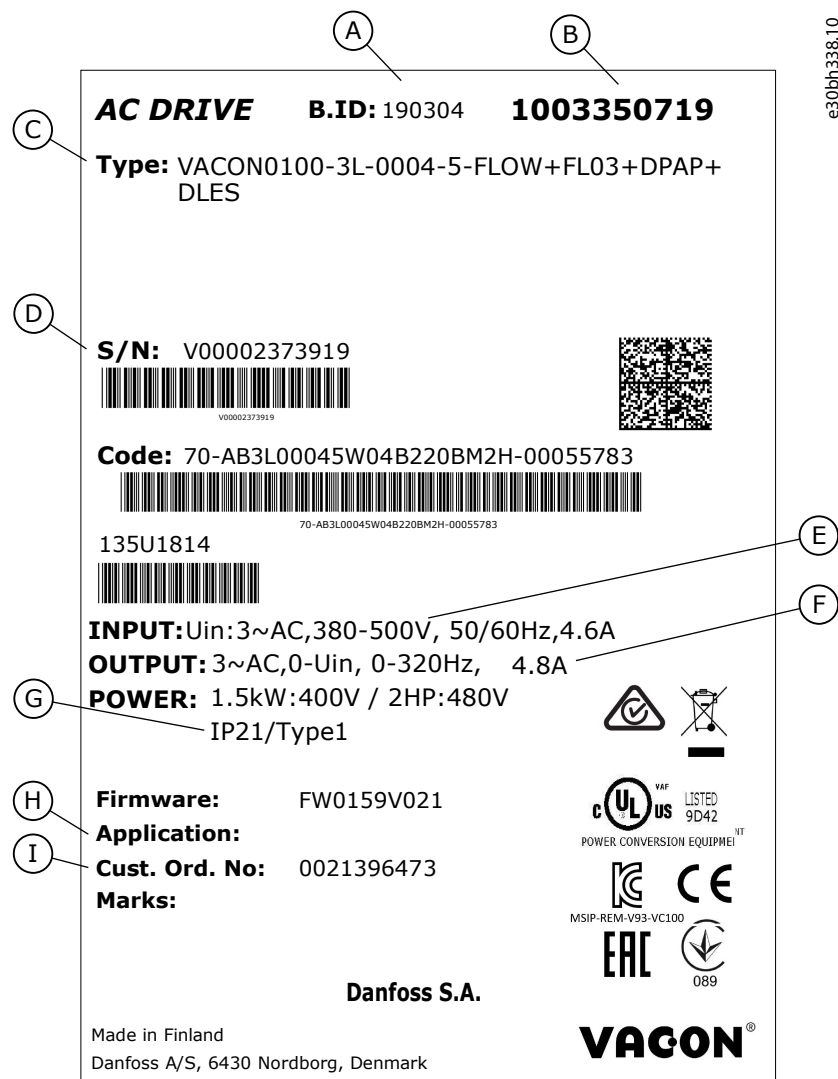 A
B
e30bh338.10
AC DRIVE B.ID: 190304 1003350719
C
Type: VACON0100-3L-0004-5-FLOW+FL03+DPAP+
DLES
D
S/N: V00002373919
V00002373919
Code: 70-AB3L00045W04B220BM2H-00055783
70-AB3L00045W04B220BM2H-00055783
E
135U1814
F
INPUT: Uin:3~AC,380-500V, 50/60Hz,4.6A
OUTPUT: 3~AC,0-Uin, 0-320Hz, 4.8A
G
POWER: 1.5kW:400V / 2HP:480V
IP21/Type1
H
Firmware: FW0159V021
Application:
I
Cust. Ord. No: 0021396473
Marks:
C UL US VAF LISTED
9D42
POWER CONVERSION EQUIPMENT
CE
MSIP-REM-V93-VC100
EAC
089
Danfoss S.A.
Made in Finland
Danfoss A/S, 6430 Nordborg, Denmark
VACON®